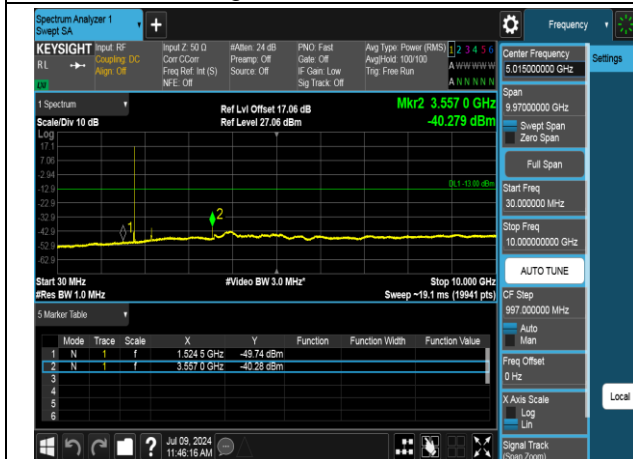 Spectrum Analyzer 1
Swept SA
Frequency
KEYSIGHT
Input: RF
Coupling: DC
Align: Off
Input Z: 50 Ω
Corr CCorr
Freq Ref: Int (S)
NFE: Off
#Atten: 24 dB
Preamp: Off
Source: Off
PNO: Fast
Gate: Off
IF Gain: Low
Sig Track: Off
Avg Type: Power (RMS)
Avg|Hold: 100/100
Trig: Free Run
1 2 3 4 5 6
A W W W W W
A N N N N N
RL
Center Frequency
5.015000000 GHz
Settings
1 Spectrum
Scale/Div 10 dB
Ref Lvl Offset 17.06 dB
Ref Level 27.06 dBm
Mkr2 3.557 0 GHz
-40.279 dBm
Log
17.1
7.06
-2.94
-12.9
-22.9
-32.9
-42.9
-52.9
-62.9
DL1 -13.00 dBm
1
2
Start 30 MHz
#Res BW 1.0 MHz
#Video BW 3.0 MHz*
Stop 10.000 GHz
Sweep ~19.1 ms (19941 pts)
Span
9.97000000 GHz
Swept Span
Zero Span
Full Span
Start Freq
30.000000 MHz
Stop Freq
10.000000000 GHz
AUTO TUNE
CF Step
997.000000 MHz
Auto
Man
Freq Offset
0 Hz
X Axis Scale
Log
Lin
Signal Track
(Span Zoom)
Local
5 Marker Table
Mode Trace Scale X Y Function Function Width Function Value
1 N 1 f 1.524 5 GHz -49.74 dBm
2 N 1 f 3.557 0 GHz -40.28 dBm
3
4
5
6
?
Jul 09, 2024
11:46:16 AM